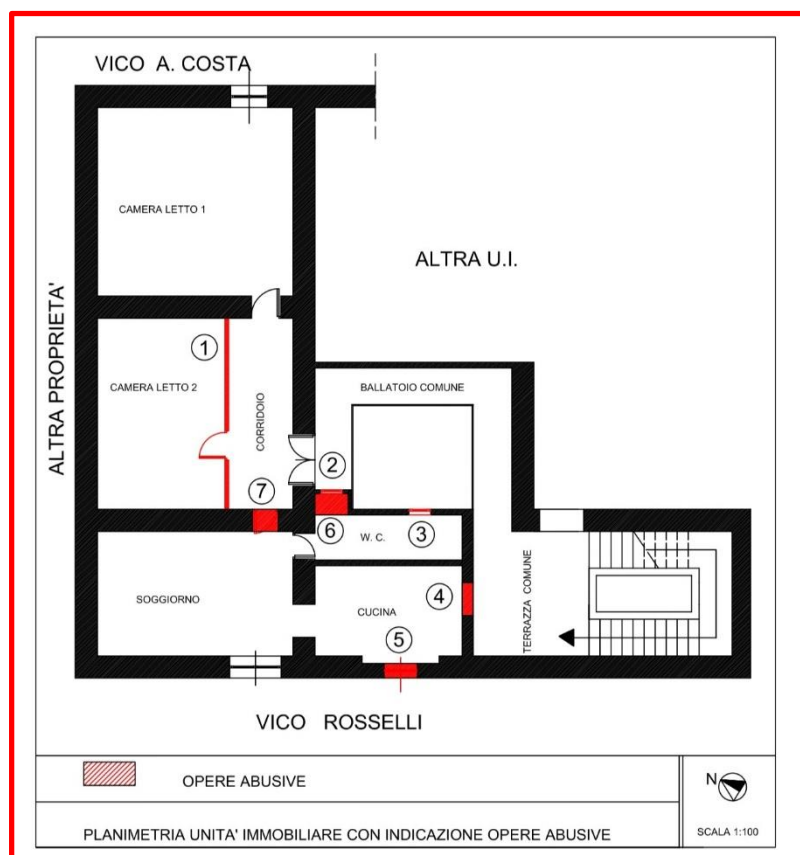 VICO A. COSTA
CAMERA LETTO 1
ALTRA U.I.
ALTRA PROPRIETA'
1
CAMERA LETTO 2
CORRIDOIO
BALLATOIO COMUNE
2
7
6
W. C.
3
SOGGIORNO
CUCINA
4
5
TERRAZZA COMUNE
VICO ROSSELLI
OPERE ABUSIVE
N
PLANIMETRIA UNITA' IMMOBILIARE CON INDICAZIONE OPERE ABUSIVE
SCALA 1:100